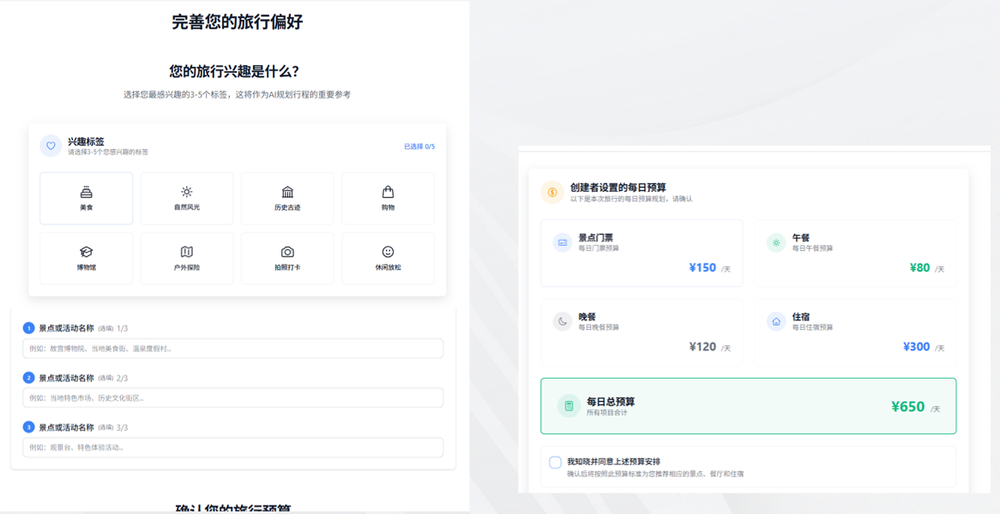 完善您的旅行偏好
您的旅行兴趣是什么?
选择您最感兴趣的3-5个标签，这将作为AI规划行程的重要参考
兴趣标签
请选择3-5个您感兴趣的标签
已选择 0/5
美食
自然风光
历史古迹
购物
博物馆
户外探险
拍照打卡
休闲放松
1 景点或活动名称 (选填) 1/3
例如：故宫博物院、当地美食街、温泉度假村...
2 景点或活动名称 (选填) 2/3
例如：当地特色市场、历史文化街区...
3 景点或活动名称 (选填) 3/3
例如：观景台、特色体验活动...
确认您的旅行预算
创建者设置的每日预算
以下是本次旅行的每日预算规划，请确认
景点门票
每日门票预算
¥150 /天
午餐
每日午餐预算
¥80 /天
晚餐
每日晚餐预算
¥120 /天
住宿
每日住宿预算
¥300 /天
每日总预算
所有项目合计
¥650 /天
我知晓并同意上述预算安排
确认后将按照此预算标准为您推荐相应的景点、餐厅和住宿